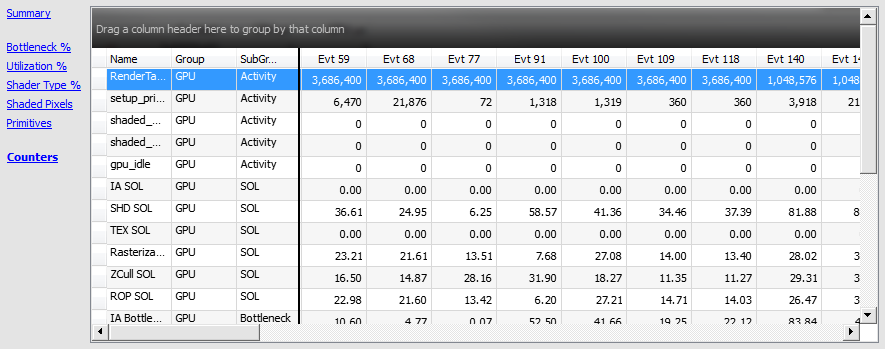 Summary
Bottleneck %
Utilization %
Shader Type %
Shaded Pixels
Primitives
Counters
Drag a column header here to group by that column
Name Group SubGr... Evt 59 Evt 68 Evt 77 Evt 91 Evt 100 Evt 109 Evt 118 Evt 140 Evt 14
RenderTa... GPU Activity 3,686,400 3,686,400 3,686,400 3,686,400 3,686,400 3,686,400 3,686,400 1,048,576 1,048
setup_pri... GPU Activity 6,470 21,876 72 1,318 1,319 360 360 3,918 21
shaded_... GPU Activity 0 0 0 0 0 0 0 0
shaded_... GPU Activity 0 0 0 0 0 0 0 0
gpu_idle GPU Activity 0 0 0 0 0 0 0 0
IA SOL GPU SOL 0.00 0.00 0.00 0.00 0.00 0.00 0.00 0.00
SHD SOL GPU SOL 36.61 24.95 6.25 58.57 41.36 34.46 37.39 81.88 8
TEX SOL GPU SOL 0.00 0.00 0.00 0.00 0.00 0.00 0.00 0.00
Rasteriza... GPU SOL 23.21 21.61 13.51 7.68 27.08 14.00 13.40 28.02 3
ZCull SOL GPU SOL 16.50 14.87 28.16 31.90 18.27 11.35 11.27 29.31 3
ROP SOL GPU SOL 22.98 21.60 13.42 6.20 27.21 14.71 14.03 26.47 3
IA Bottle... GPU Bottleneck 10.60 4.77 0.07 52.50 41.66 19.25 22.12 83.84 4